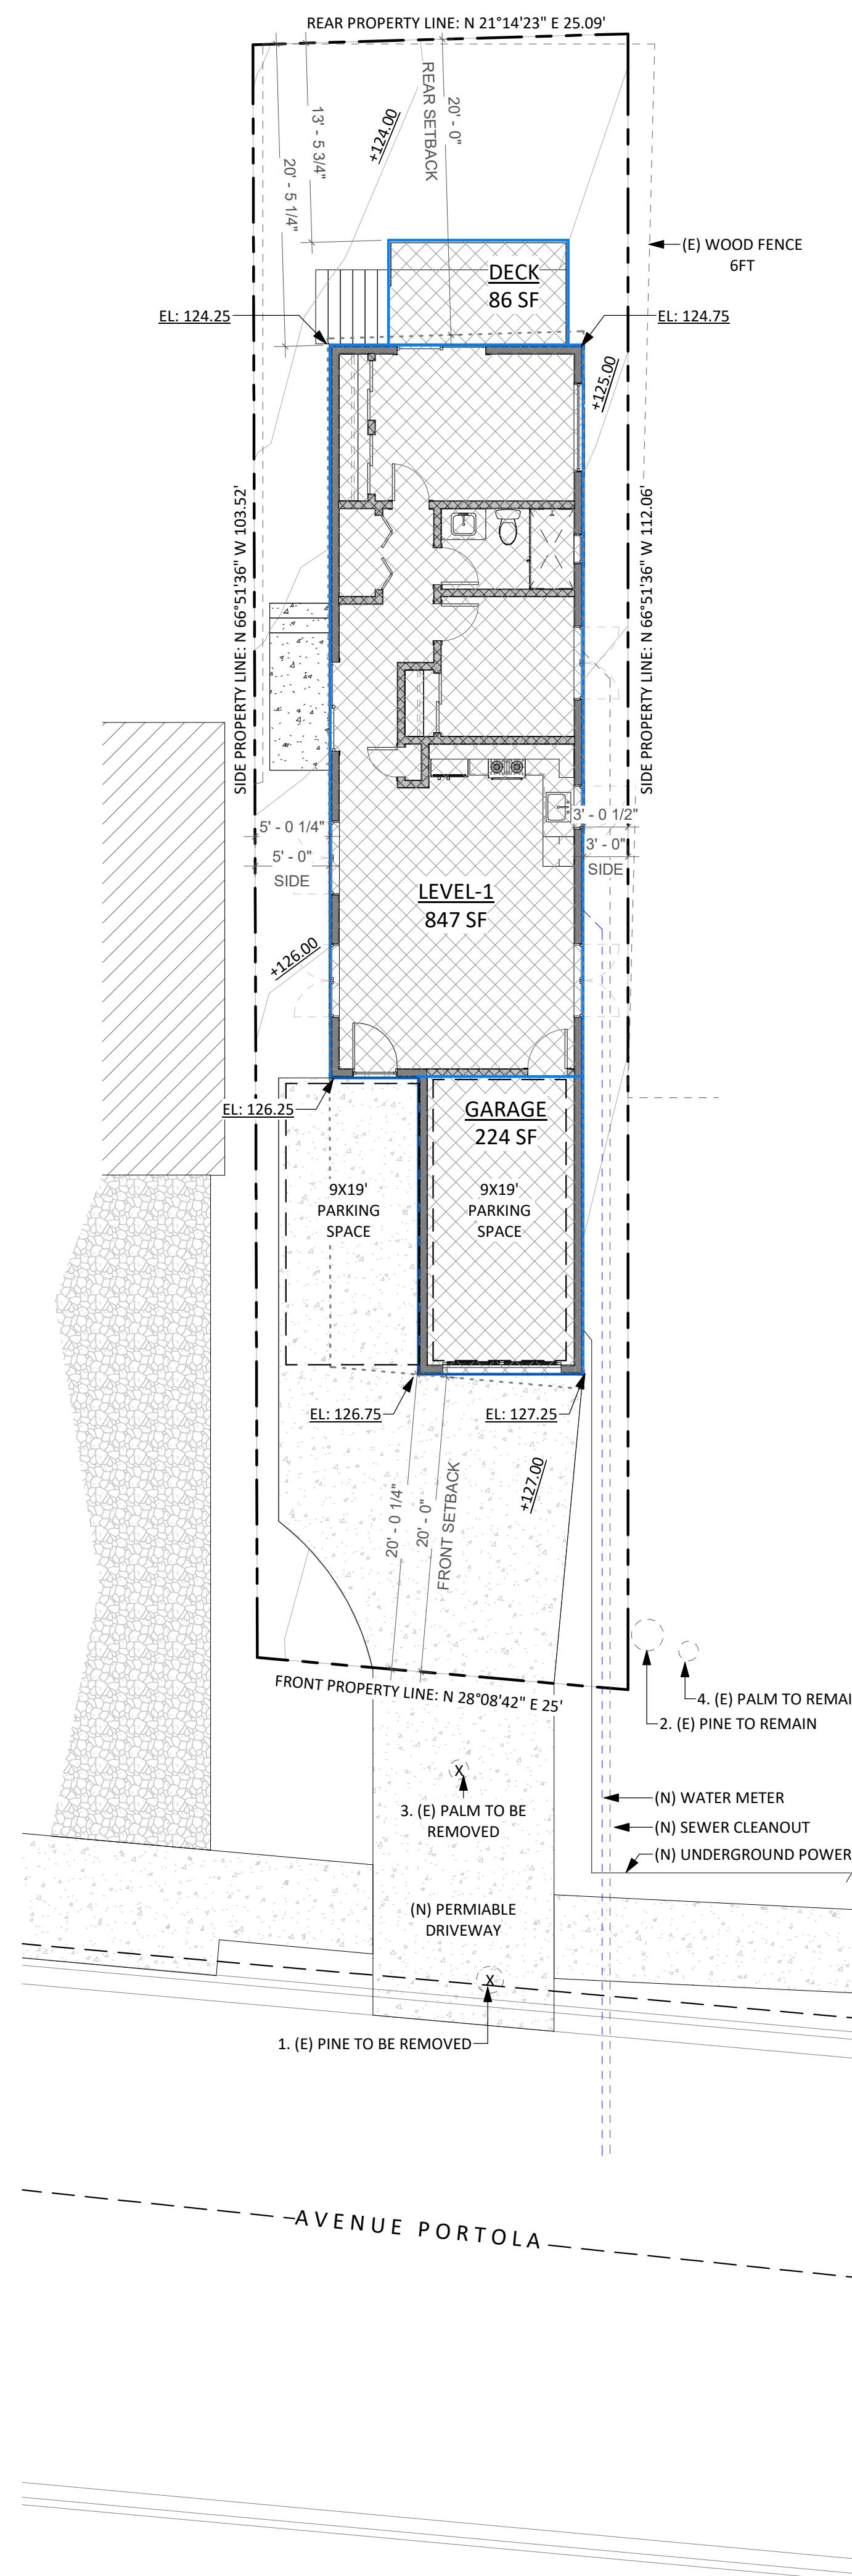 REAR PROPERTY LINE: N 21°14'23" E 25.09'
13' - 5 3/4"
20' - 5 1/4"
+124.00
REAR SETBACK
20' - 0"
(E) WOOD FENCE
6FT
DECK
86 SF
EL: 124.25
EL: 124.75
+125.00
SIDE PROPERTY LINE: N 66°51'36" W 103.52'
SIDE PROPERTY LINE: N 66°51'36" W 112.06'
5' - 0 1/4"
5' - 0"
SIDE
3' - 0 1/2"
3' - 0"
SIDE
LEVEL-1
847 SF
+126.00
EL: 126.25
GARAGE
224 SF
9X19'
PARKING
SPACE
9X19'
PARKING
SPACE
EL: 126.75
EL: 127.25
+127.00
20' - 0 1/4"
20' - 0"
FRONT SETBACK
FRONT PROPERTY LINE: N 28°08'42" E 25'
4. (E) PALM TO REMAI
2. (E) PINE TO REMAIN
X
3. (E) PALM TO BE
REMOVED
(N) WATER METER
(N) SEWER CLEANOUT
(N) UNDERGROUND POWER
(N) PERMIABLE
DRIVEWAY
X
1. (E) PINE TO BE REMOVED
AVENUE PORTOLA